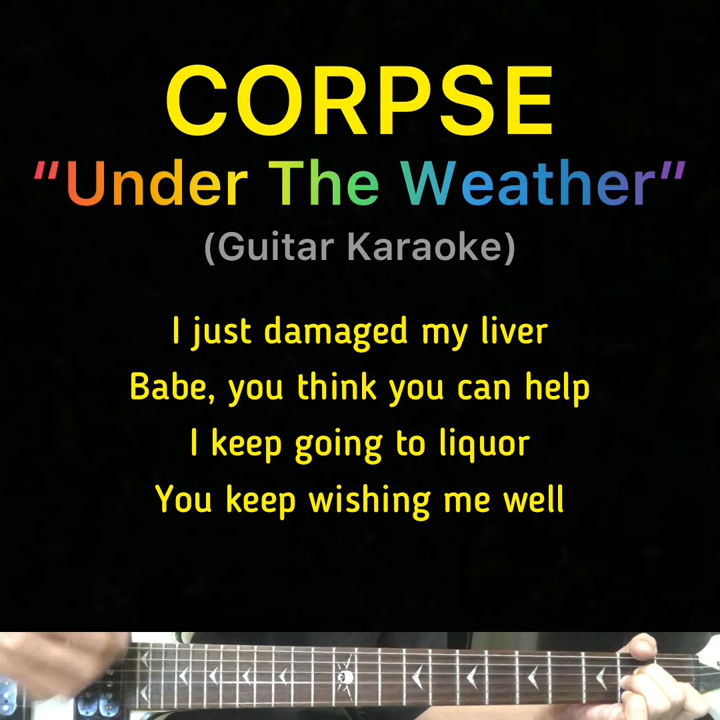 CORPSE
“Under The Weather”
(Guitar Karaoke)
I just damaged my liver
Babe, you think you can help
I keep going to liquor
You keep wishing me well